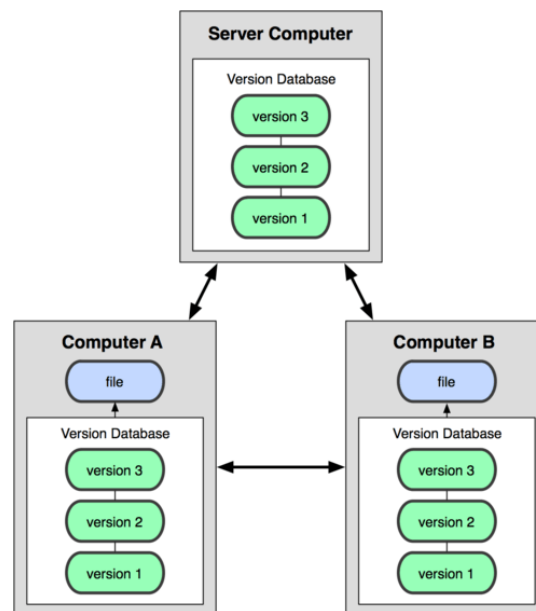 Server Computer
Version Database
version 3
version 2
version 1
Computer A
file
Version Database
version 3
version 2
version 1
Computer B
file
Version Database
version 3
version 2
version 1